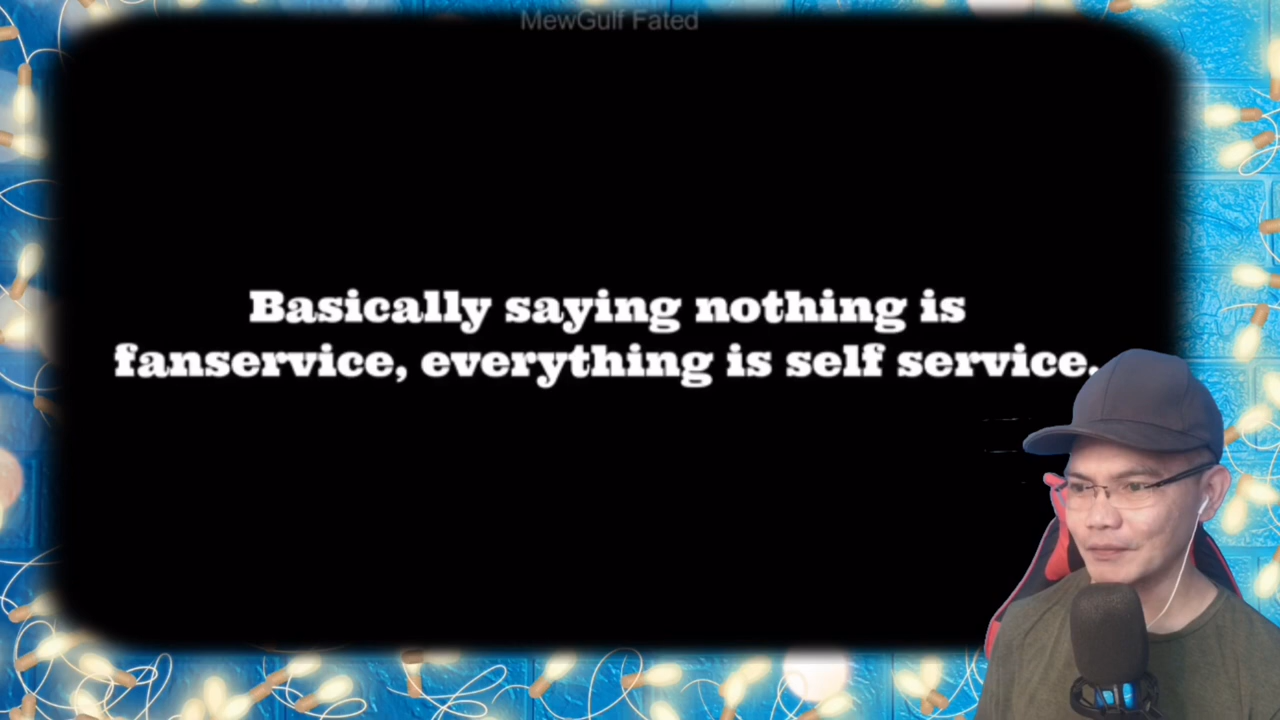 MewGulf Fated
Basically saying nothing is
fanservice, everything is self service.